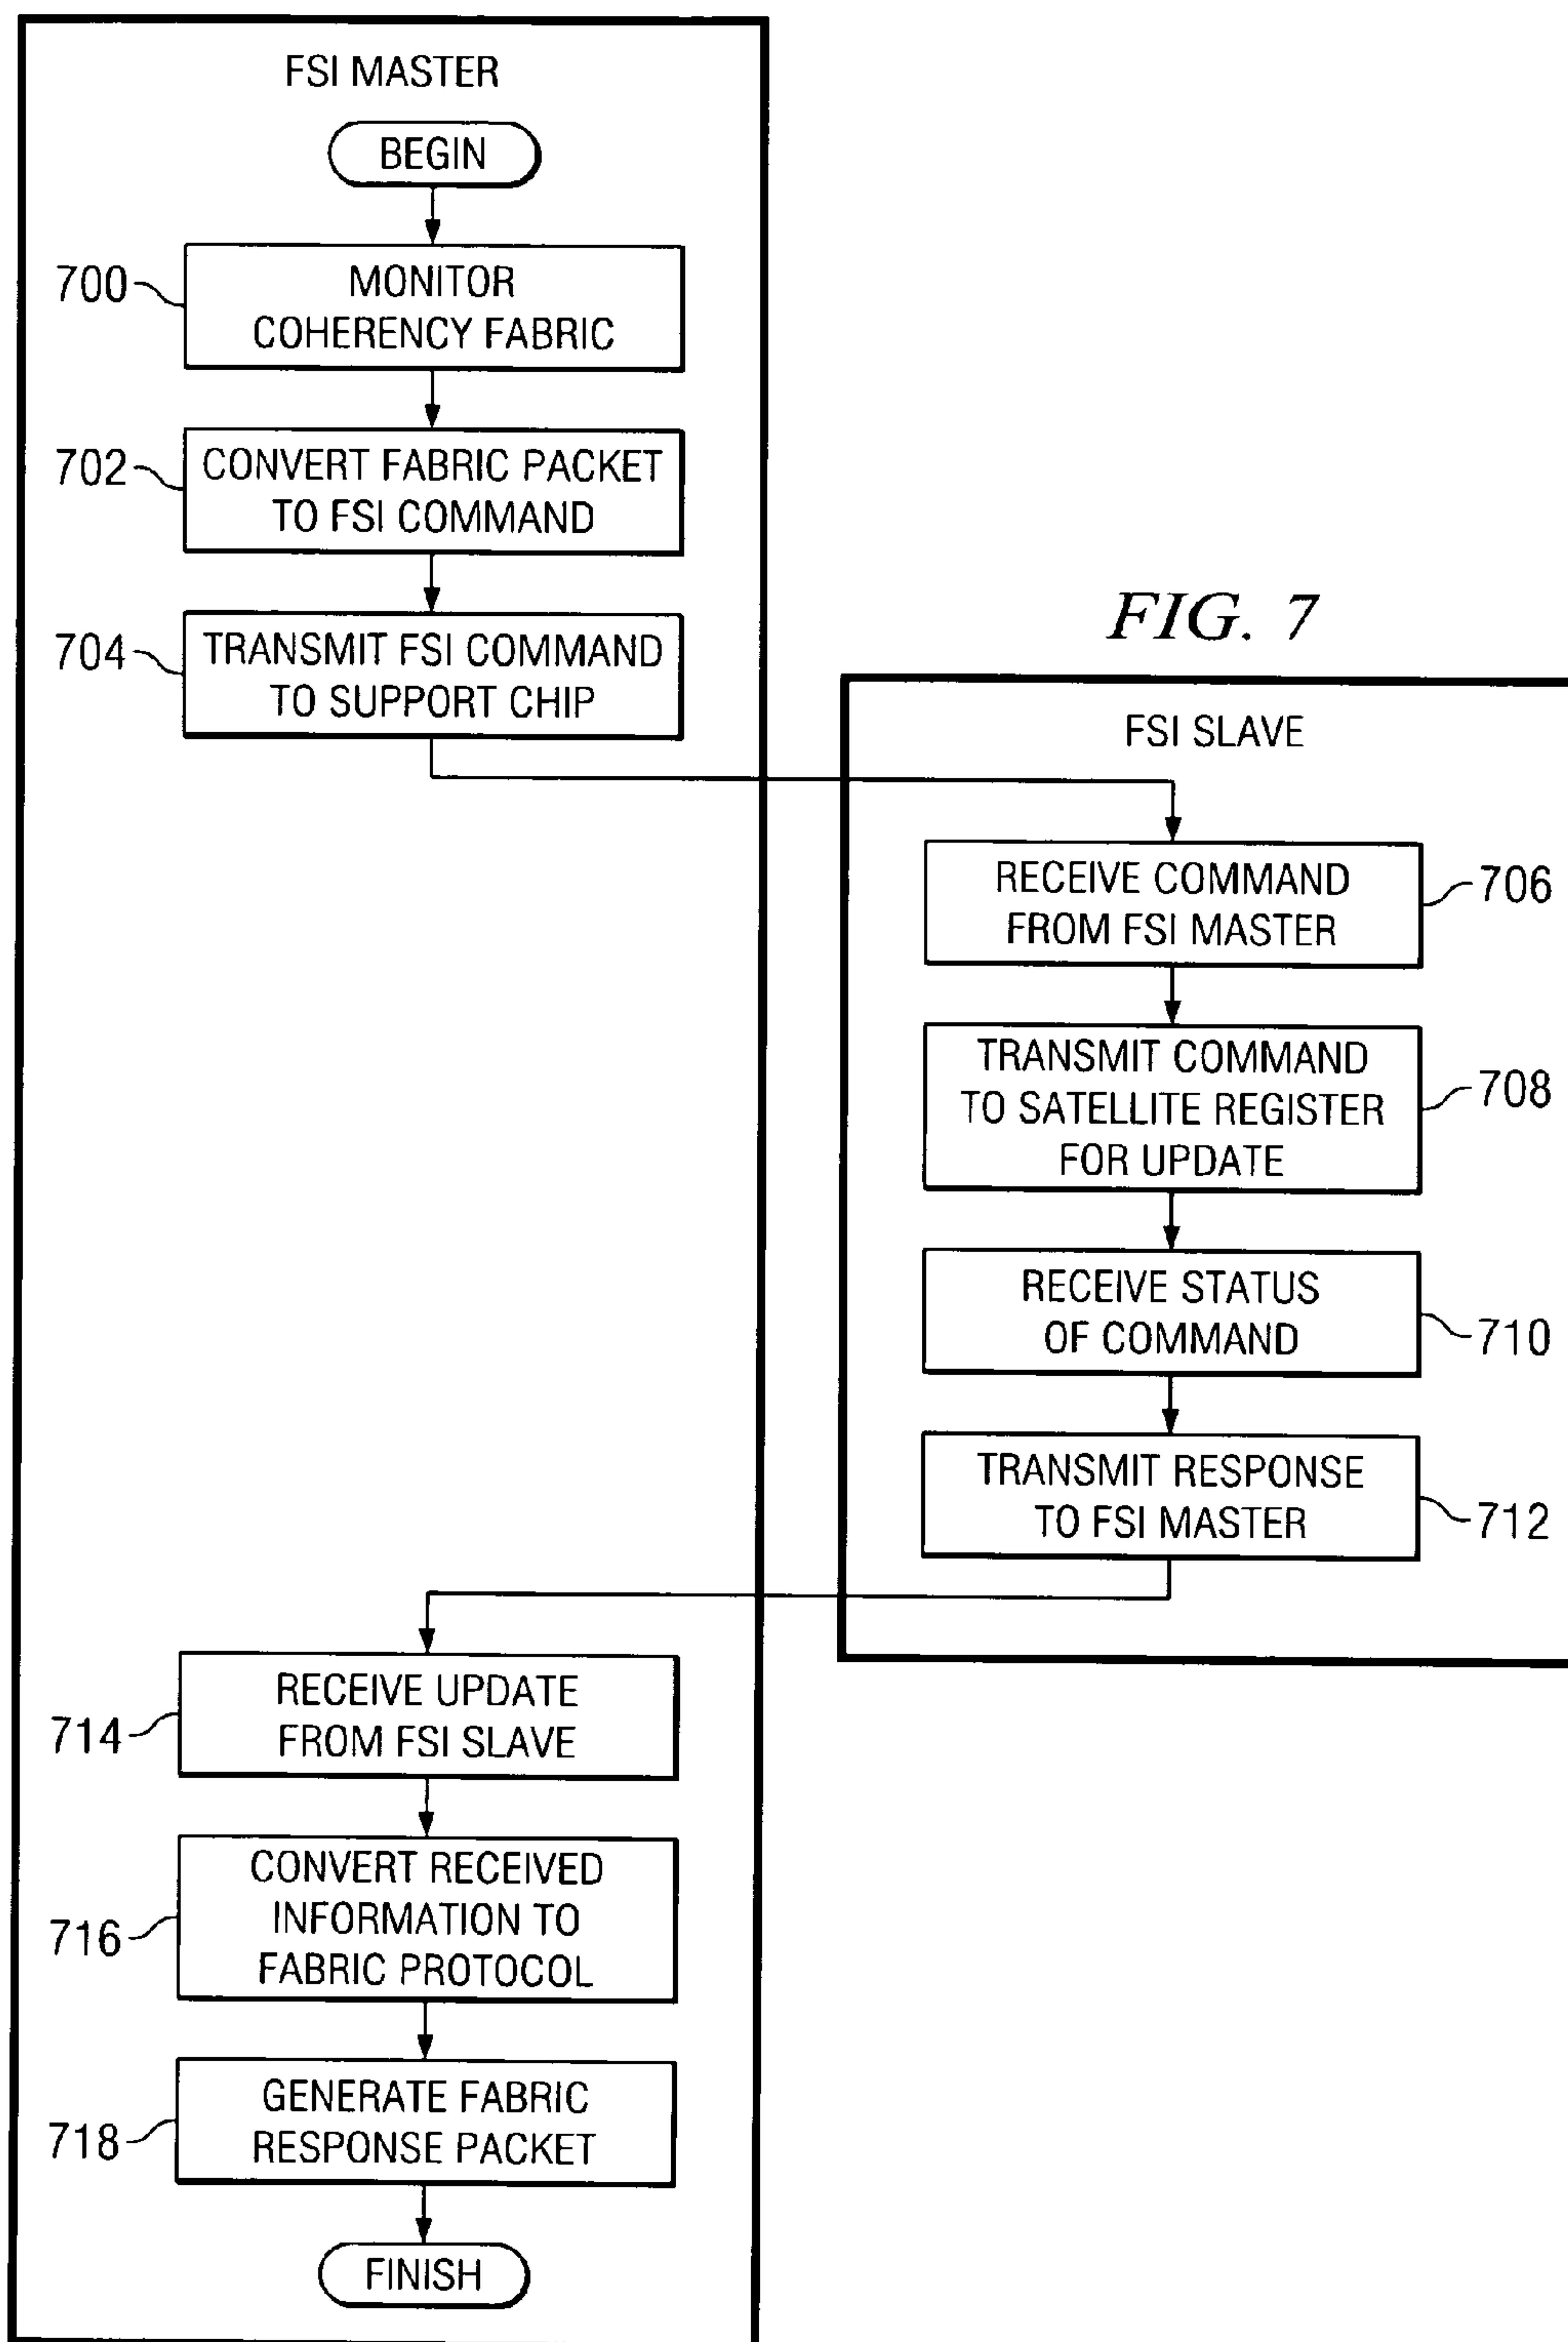 FSI MASTER
BEGIN
700
MONITOR
COHERENCY FABRIC
702
CONVERT FABRIC PACKET
TO FSI COMMAND
704
TRANSMIT FSI COMMAND
TO SUPPORT CHIP
FIG. 7
FSI SLAVE
RECEIVE COMMAND
FROM FSI MASTER
706
TRANSMIT COMMAND
TO SATELLITE REGISTER
FOR UPDATE
708
RECEIVE STATUS
OF COMMAND
710
TRANSMIT RESPONSE
TO FSI MASTER
712
714
RECEIVE UPDATE
FROM FSI SLAVE
716
CONVERT RECEIVED
INFORMATION TO
FABRIC PROTOCOL
718
GENERATE FABRIC
RESPONSE PACKET
FINISH